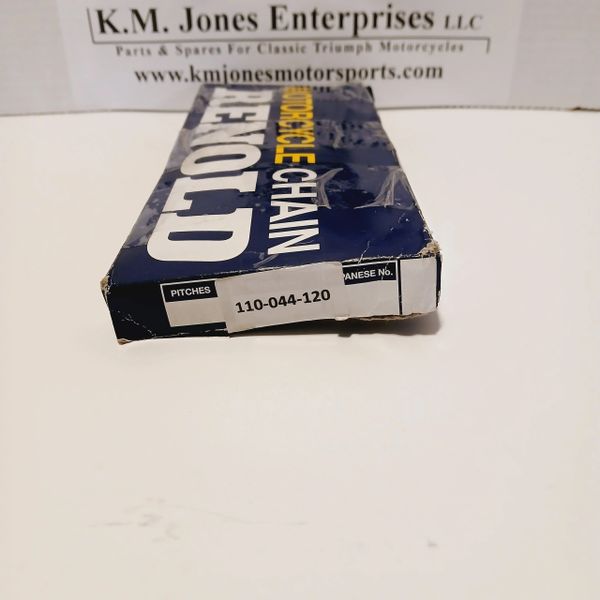 K.M. Jones Enterprises LLC
Parts & Spares For Classic Triumph Motorcycles
www.kmjonesmotorsports.com
RENOLD
MOTORCYCLE CHAIN
PITCHES
110-044-120
PANESE No.